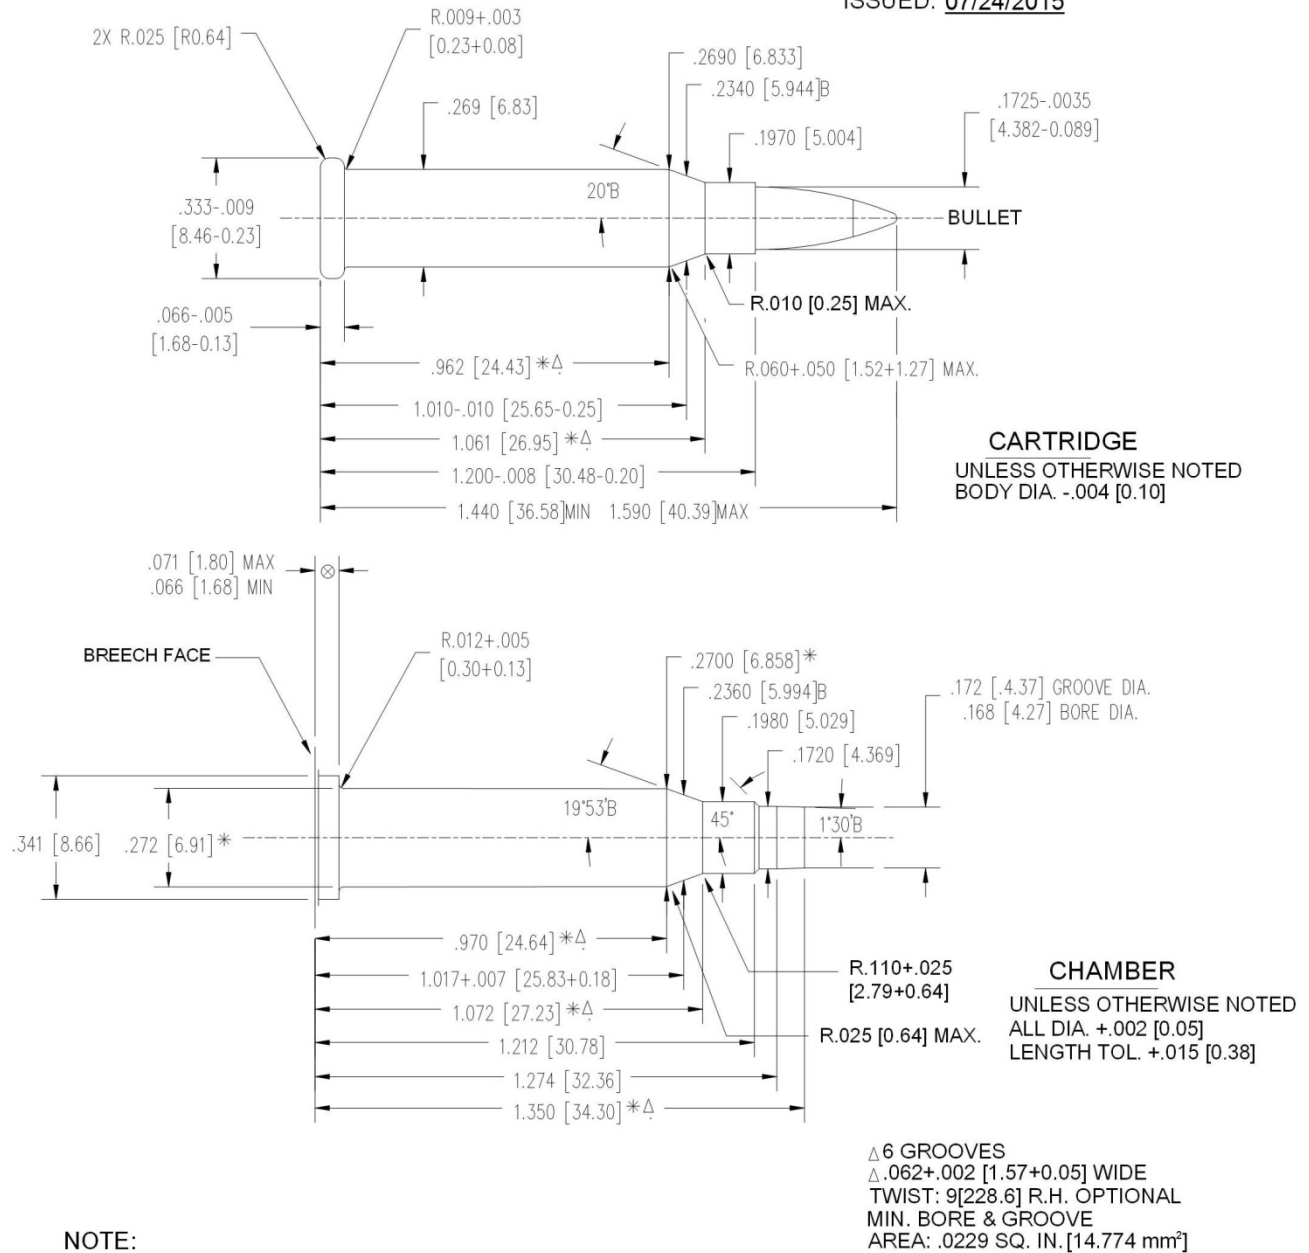 ISSUED: 07/24/2015
R.009+.003
[0.23+0.08]
2X R.025 [R0.64]
.2690 [6.833]
.2340 [5.944]B
.269 [6.83]
.1725-.0035
[4.382-0.089]
.1970 [5.004]
20°B
.333-.009
[8.46-0.23]
BULLET
R.010 [0.25] MAX.
.066-.005
[1.68-0.13]
.962 [24.43] *Δ
R.060+.050 [1.52+1.27] MAX.
1.010-.010 [25.65-0.25]
1.061 [26.95] *Δ
1.200-.008 [30.48-0.20]
1.440 [36.58]MIN 1.590 [40.39]MAX
CARTRIDGE
UNLESS OTHERWISE NOTED
BODY DIA. -.004 [0.10]
.071 [1.80] MAX
.066 [1.68] MIN
⊗
BREECH FACE
R.012+.005
[0.30+0.13]
.2700 [6.858]*
.2360 [5.994]B
.1980 [5.029]
.1720 [4.369]
.172 [.4.37] GROOVE DIA.
.168 [4.27] BORE DIA.
19°53'B
45°
1°30'B
.341 [8.66]
.272 [6.91]*
.970 [24.64]*Δ
1.017+.007 [25.83+0.18]
1.072 [27.23]*Δ
1.212 [30.78]
1.274 [32.36]
1.350 [34.30]*Δ
R.110+.025
[2.79+0.64]
R.025 [0.64] MAX.
CHAMBER
UNLESS OTHERWISE NOTED
ALL DIA. +.002 [0.05]
LENGTH TOL. +.015 [0.38]
Δ 6 GROOVES
Δ .062+.002 [1.57+0.05] WIDE
TWIST: 9[228.6] R.H. OPTIONAL
MIN. BORE & GROOVE
AREA: .0229 SQ. IN.[14.774 mm²]
NOTE: